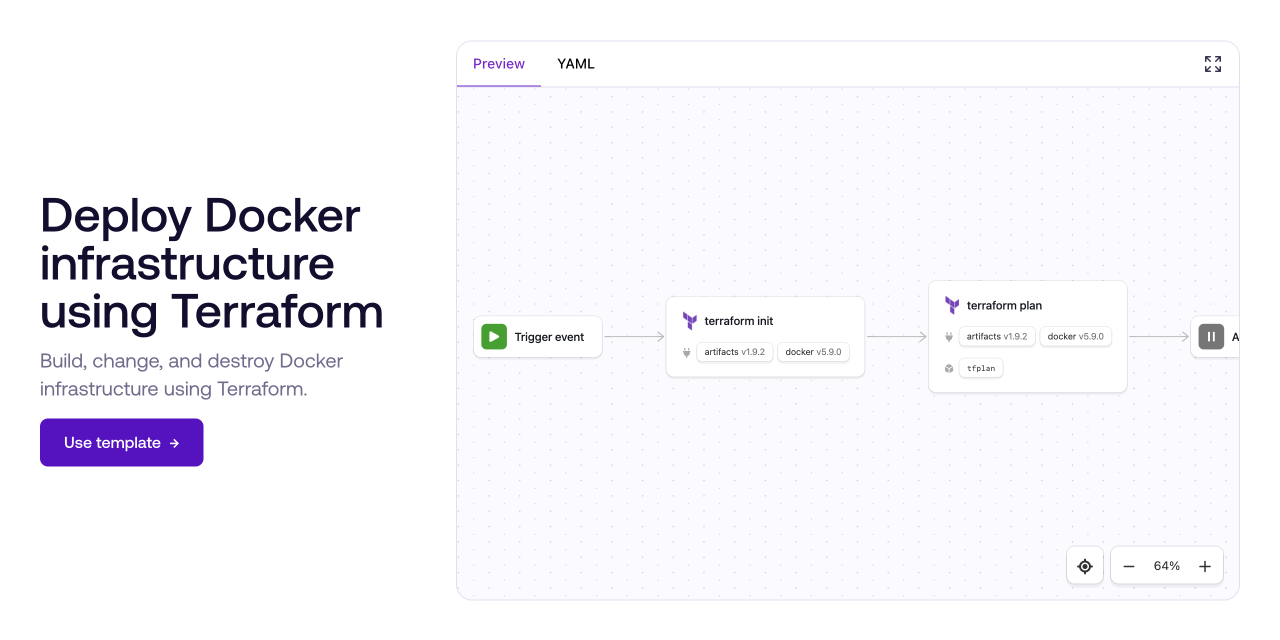 Preview YAML
Deploy Docker
infrastructure
using Terraform
Build, change, and destroy Docker
infrastructure using Terraform.
Use template →
Trigger event
terraform init
artifacts v1.9.2 docker v5.9.0
terraform plan
artifacts v1.9.2 docker v5.9.0
tfplan
A
64%